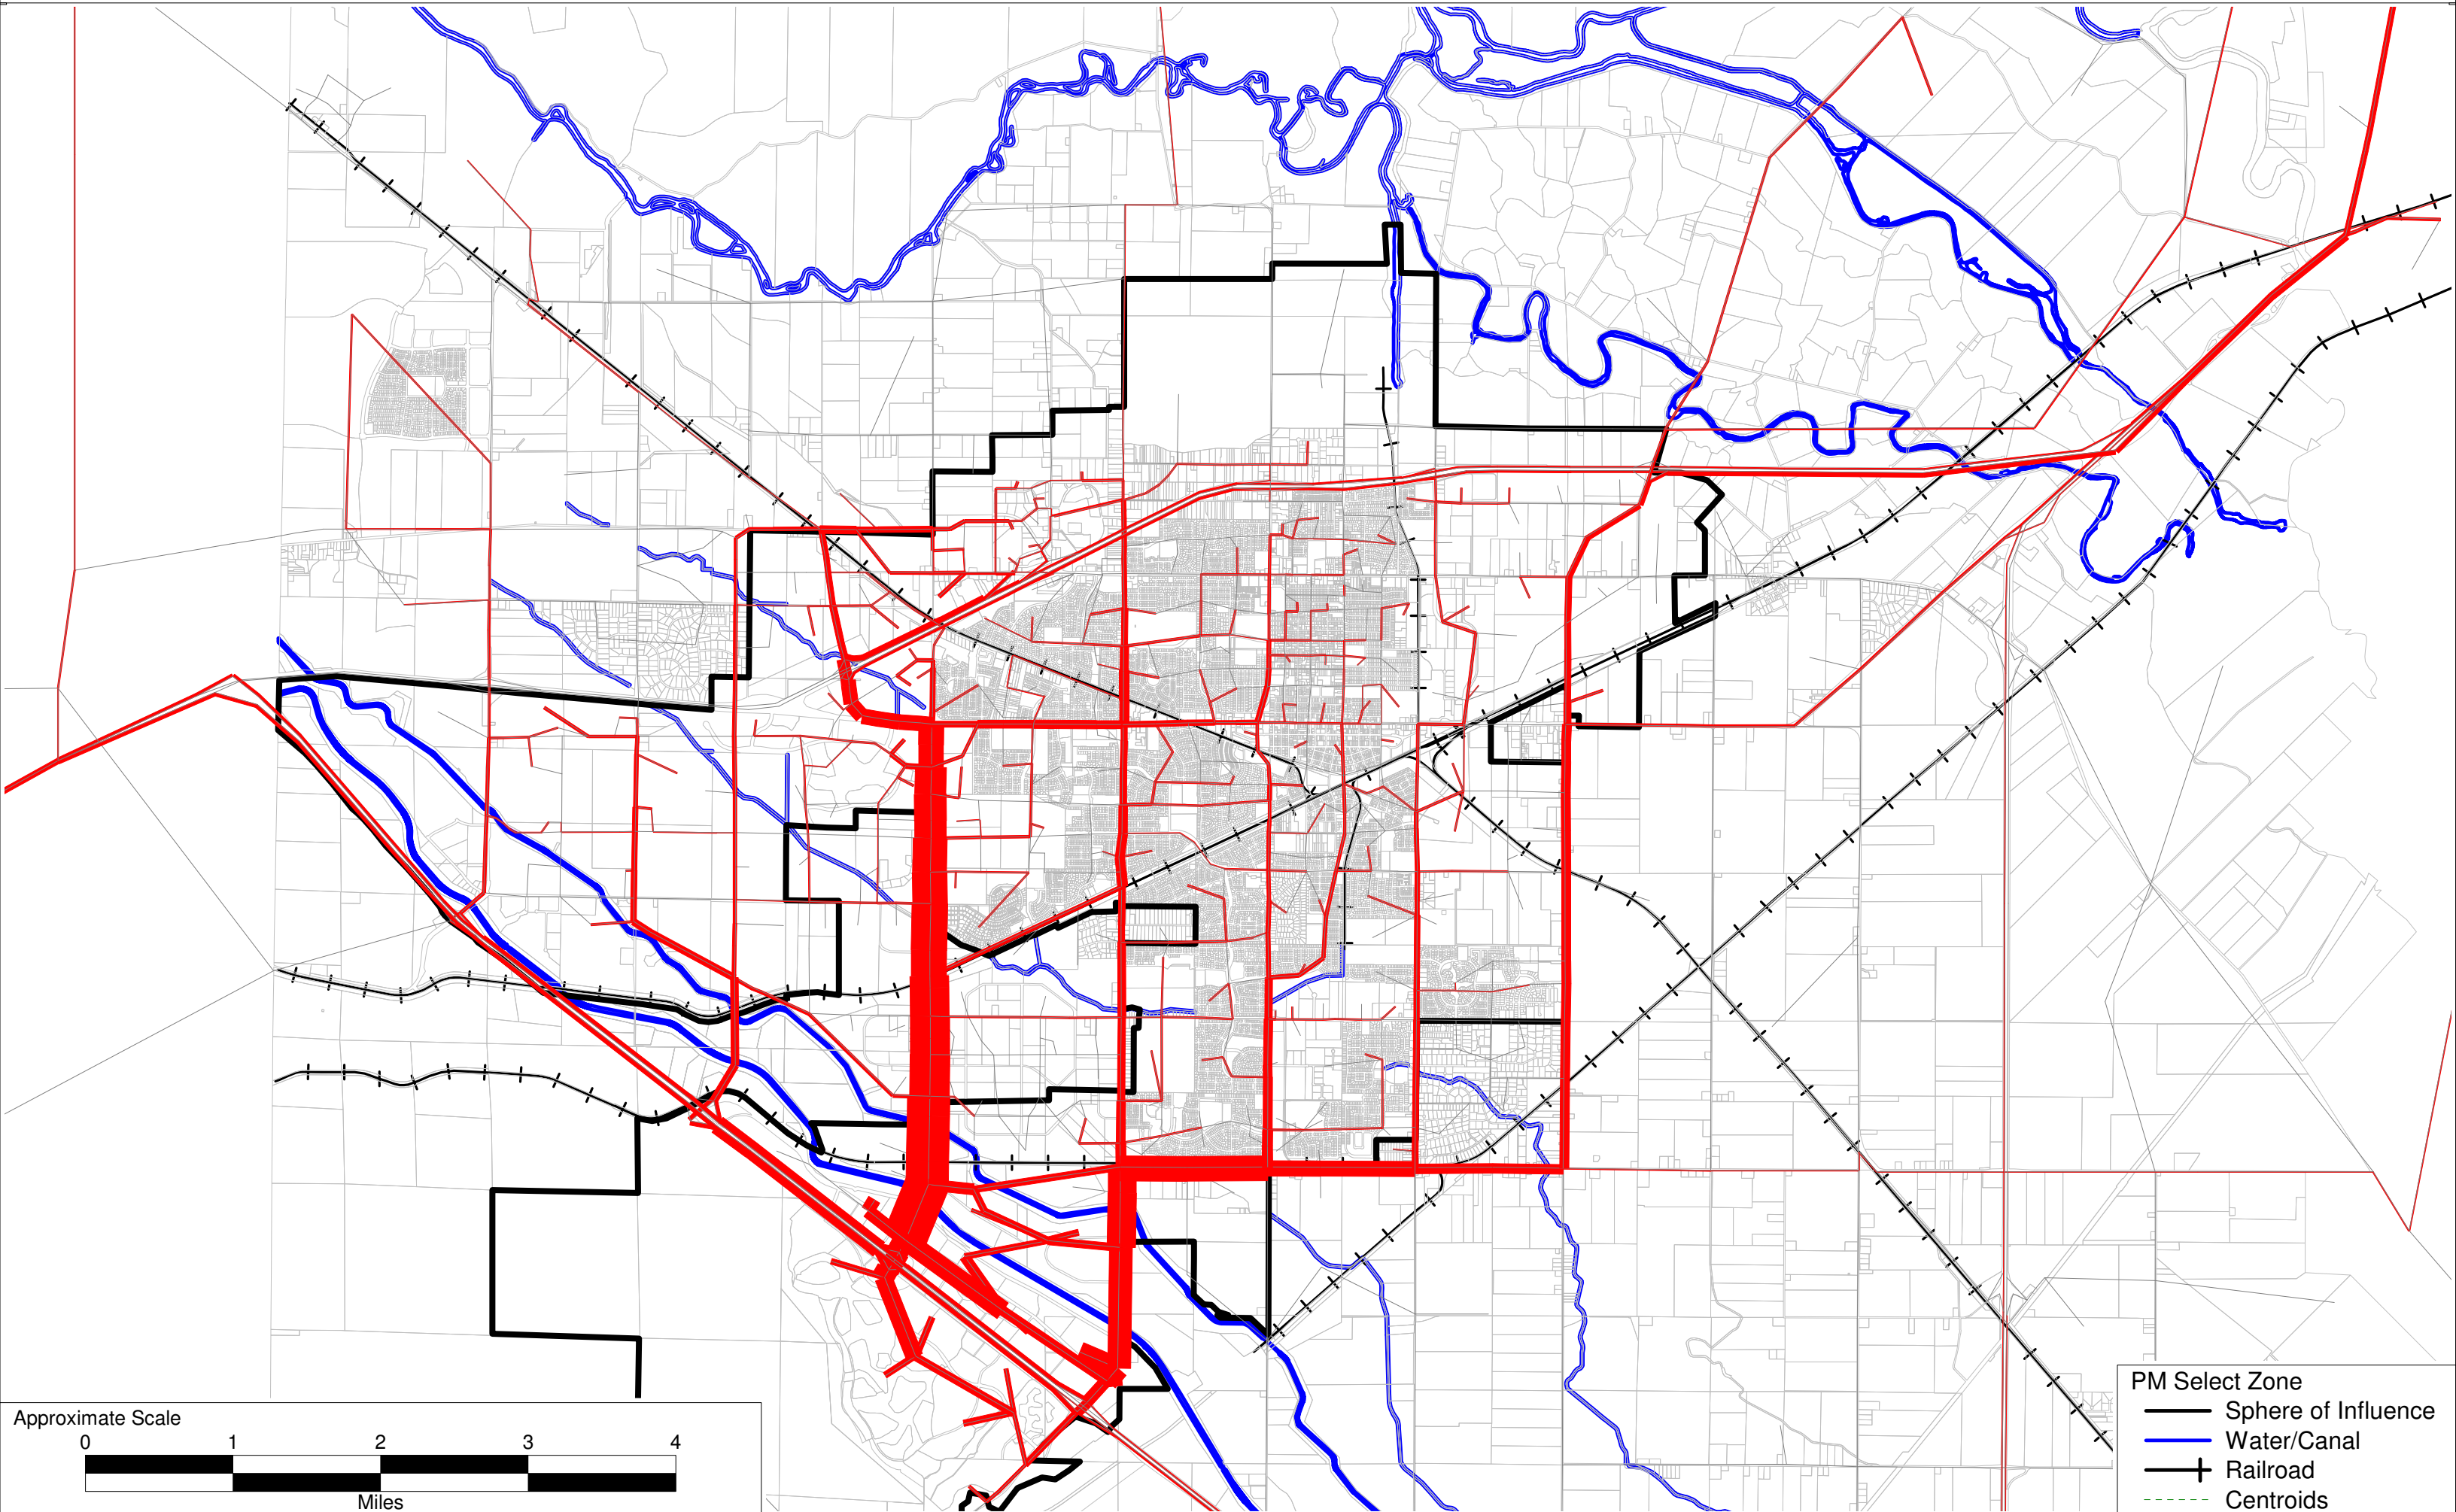 Approximate Scale
0 1 2 3 4
Miles
PM Select Zone
Sphere of Influence
Water/Canal
Railroad
Centroids